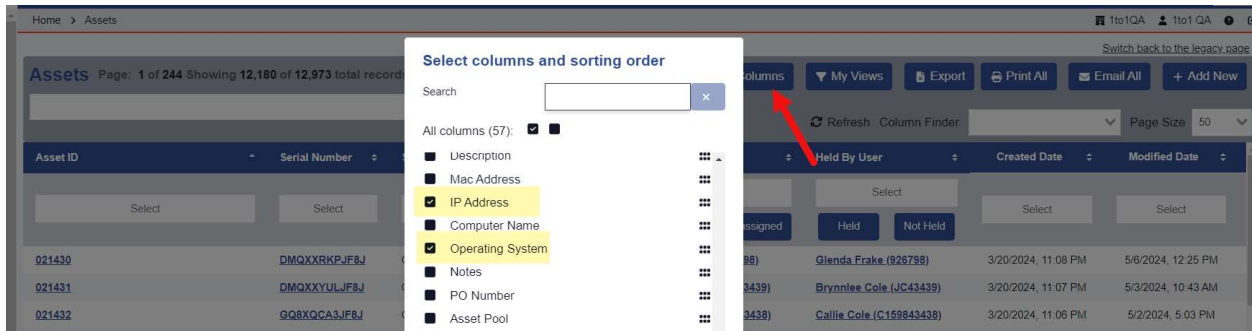 Home > Assets
1to1QA 1to1 QA
Switch back to the legacy page
Assets Page: 1 of 244 Showing 12,180 of 12,973 total record
My Views Export Print All Email All + Add New
Refresh Column Finder Page Size 50
Select columns and sorting order
Search
×
All columns (57):
Description
Mac Address
IP Address
Computer Name
Operating System
Notes
PO Number
Asset Pool
Asset ID Serial Number Held By User Created Date Modified Date
Select Select Select Select Select
Held Not Held
021430 DMQXXRKPJF8J 98) Glenda Frake (926798) 3/20/2024, 11:08 PM 5/6/2024, 12:25 PM
021431 DMQXXYULJF8J 3439) Brynnlee Cole (JC43439) 3/20/2024, 11:07 PM 5/3/2024, 10:43 AM
021432 GQ8XQCA3JF8J 3438) Callie Cole (C159843438) 3/20/2024, 11:06 PM 5/2/2024, 5:03 PM